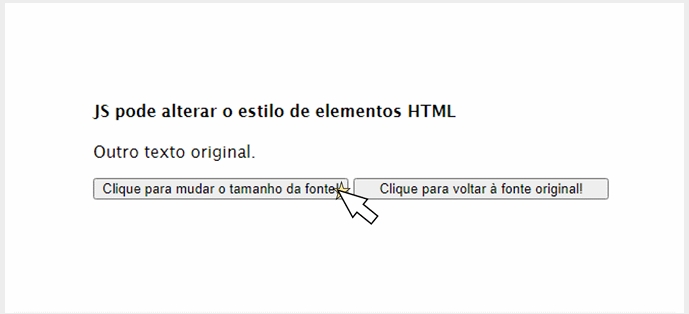 JS pode alterar o estilo de elementos HTML
Outro texto original.
Clique para mudar o tamanho da fonte! Clique para voltar à fonte original!